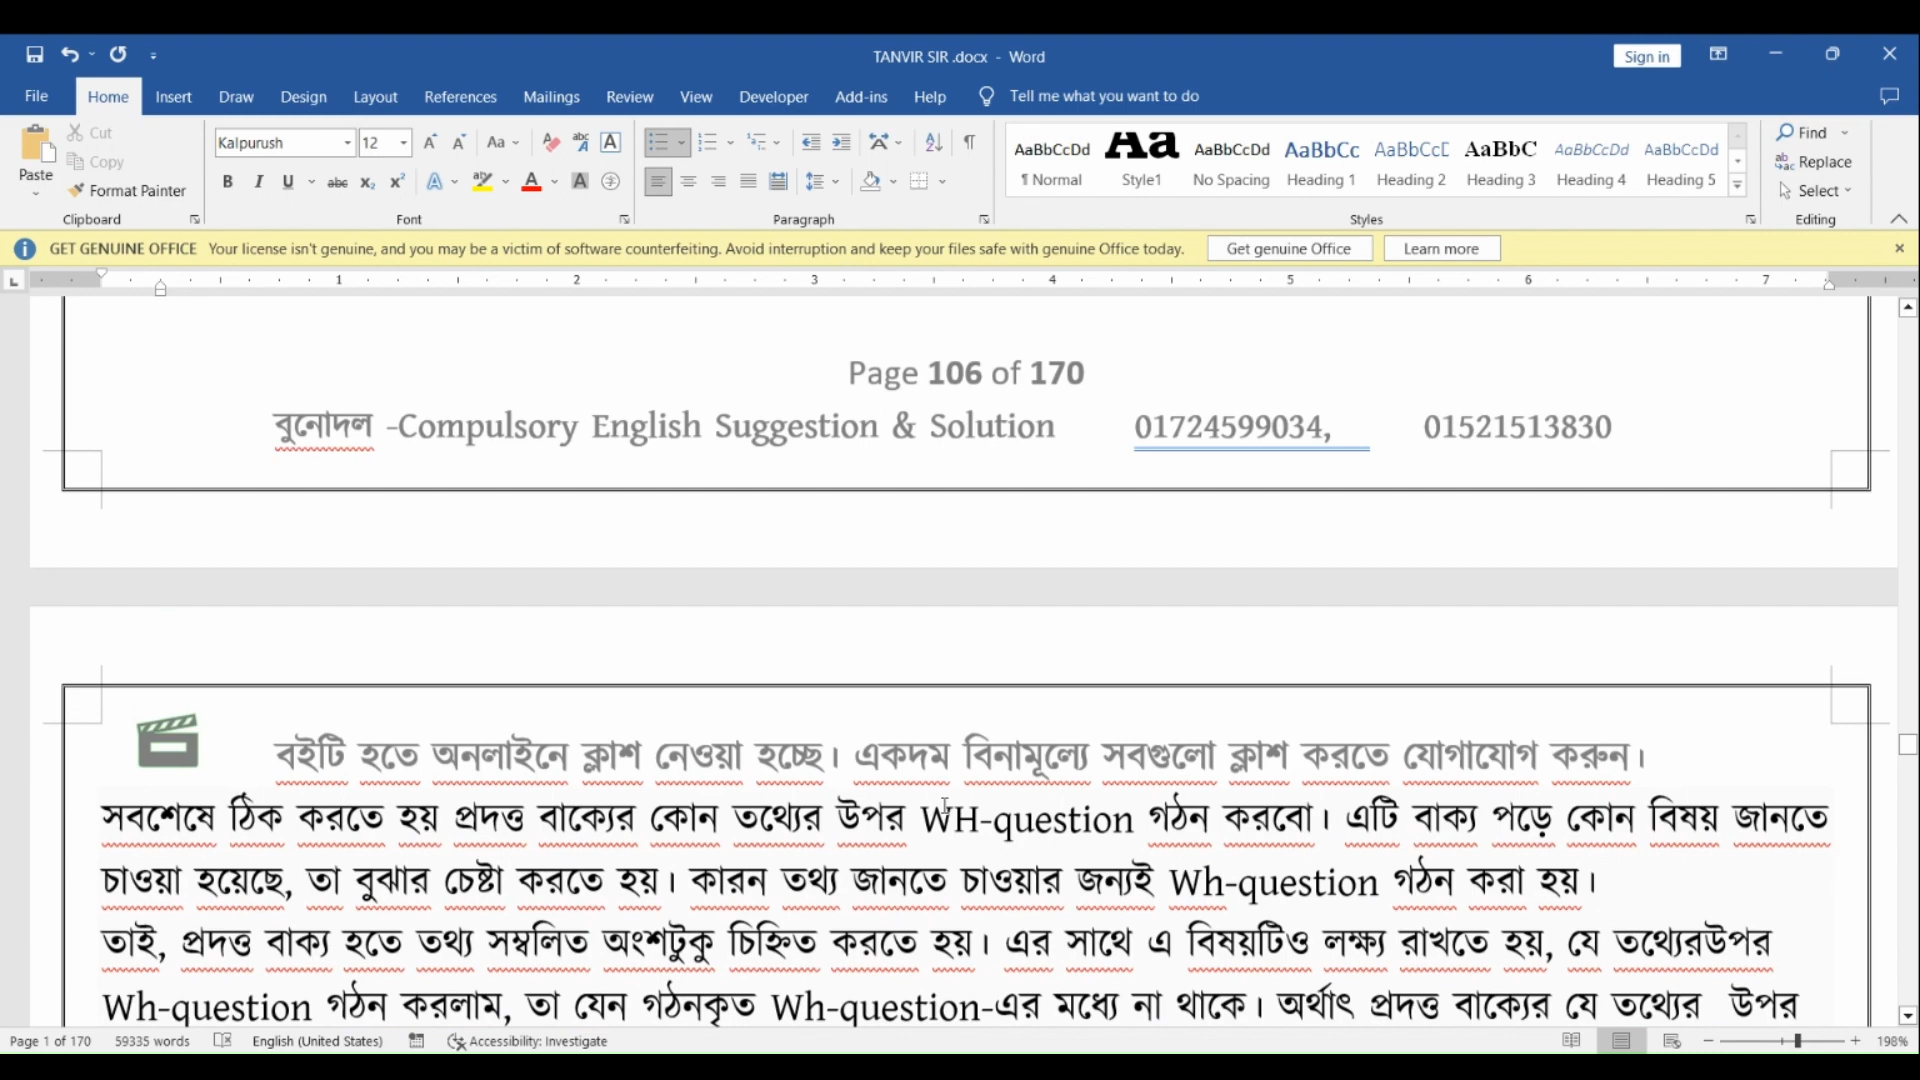 TANVIR SIR .docx - Word
Sign in
File Home Insert Draw Design Layout References Mailings Review View Developer Add-ins Help Tell me what you want to do
Paste
Cut
Copy
Format Painter
Clipboard
Kalpurush 12
Font
Paragraph
AaBbCcDd Aa AaBbCcDd AaBbCc AaBbCcD AaBbC AaBbCcDd AaBbCcDd
¶ Normal Style1 No Spacing Heading 1 Heading 2 Heading 3 Heading 4 Heading 5
Styles
Find
Replace
Select
Editing
GET GENUINE OFFICE Your license isn't genuine, and you may be a victim of software counterfeiting. Avoid interruption and keep your files safe with genuine Office today. Get genuine Office Learn more
1 2 3 4 5 6 7
Page 106 of 170
বুনোদল -Compulsory English Suggestion & Solution 01724599034, 01521513830
বইটি হতে অনলাইনে ক্লাশ নেওয়া হচ্ছে। একদম বিনামূল্যে সবগুলো ক্লাশ করতে যোগাযোগ করুন।
সবশেষে ঠিক করতে হয় প্রদত্ত বাক্যের কোন তথ্যের উপর WH-question গঠন করবো। এটি বাক্য পড়ে কোন বিষয় জানতে
চাওয়া হয়েছে, তা বুঝার চেষ্টা করতে হয়। কারন তথ্য জানতে চাওয়ার জন্যই Wh-question গঠন করা হয়।
তাই, প্রদত্ত বাক্য হতে তথ্য সম্বলিত অংশটুকু চিহ্নিত করতে হয়। এর সাথে এ বিষয়টিও লক্ষ্য রাখতে হয়, যে তথ্যেরউপর
Wh-question গঠন করলাম, তা যেন গঠনকৃত Wh-question-এর মধ্যে না থাকে। অর্থাৎ প্রদত্ত বাক্যের যে তথ্যের উপর
Page 1 of 170 59335 words English (United States) Accessibility: Investigate 198%